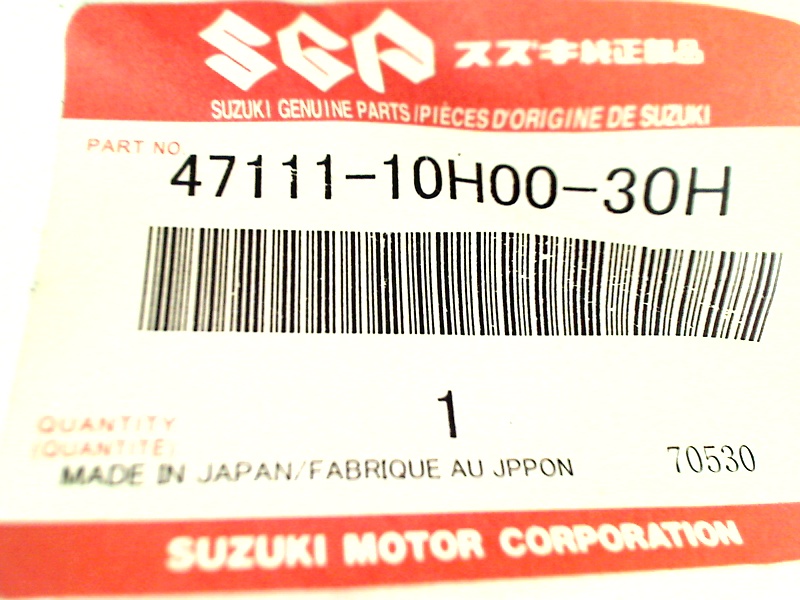 SGP スズキ純正部品
SUZUKI GENUINE PARTS/PIÈCES D'ORIGINE DE SUZUKI
PART NO
47111-10H00-30H
1
QUANTITY
(QUANTITÉ)
MADE IN JAPAN/FABRIQUE AU JPPON
70530
SUZUKI MOTOR CORPORATION